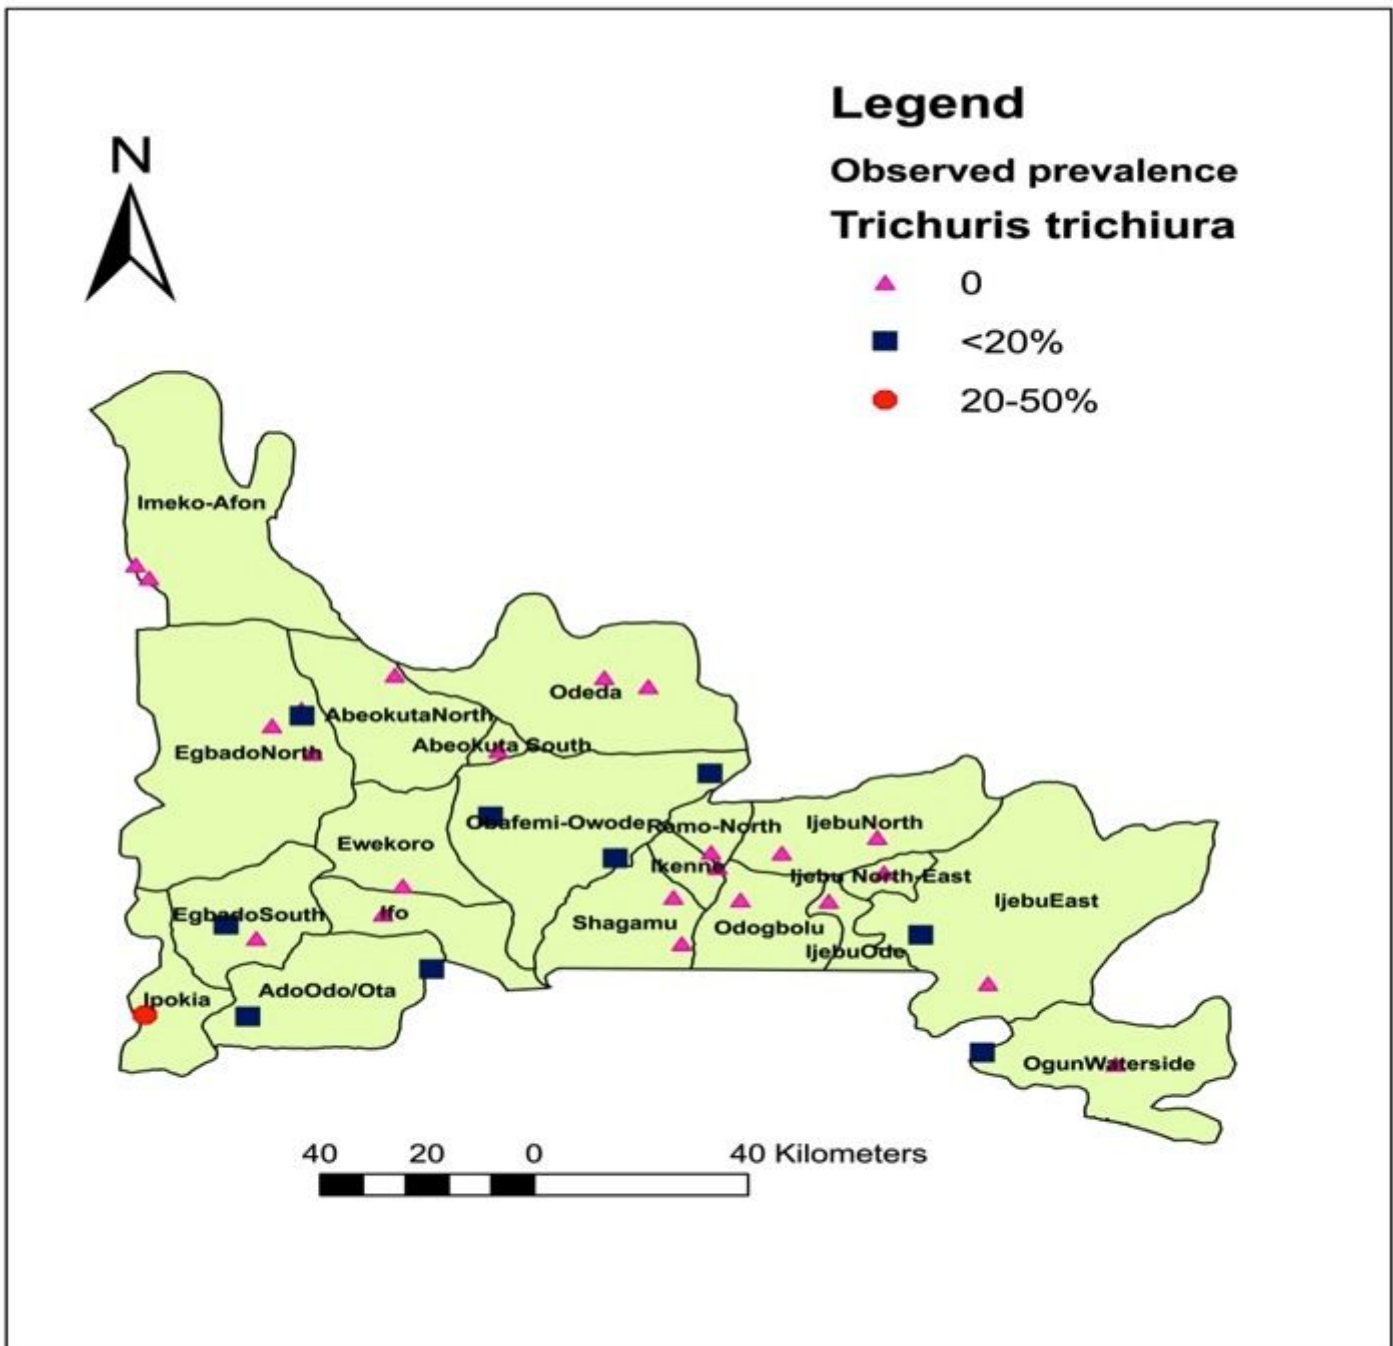 Legend
N
Observed prevalence
Trichuris trichiura
0
<20%
20-50%
Imeko-Afon
Odeda
AbeokutaNorth
Abeokuta South
EgbadoNorth
Obafemi-Owode
Remo-North
IjebuNorth
Ewekoro
Ikenne
Ijebu North-East
IjebuEast
EgbadoSouth
Ifo
Shagamu
Odogbolu
IjebuOde
Ipokia
AdoOdo/Ota
OgunWaterside
40 20 0 40 Kilometers